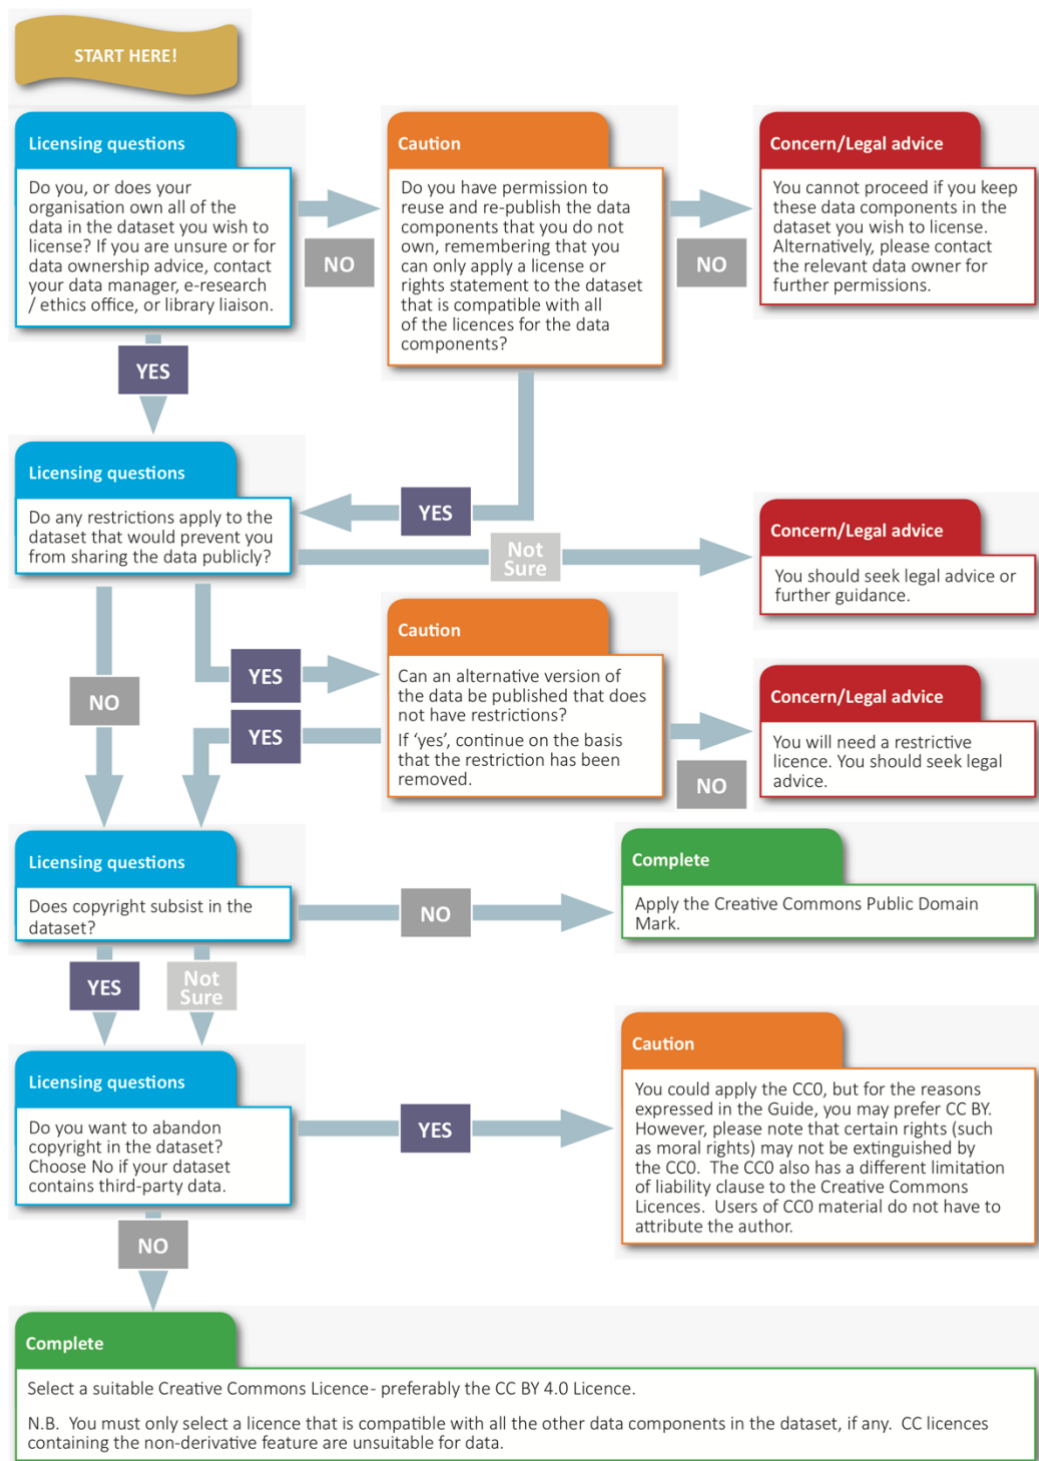 START HERE!
Licensing questions
Do you, or does your
organisation own all of the
data in the dataset you wish to
license? If you are unsure or for
data ownership advice, contact
your data manager, e-research
/ ethics office, or library liaison.
NO
Caution
Do you have permission to
reuse and re-publish the data
components that you do not
own, remembering that you
can only apply a license or
rights statement to the dataset
that is compatible with all
of the licences for the data
components?
NO
Concern/Legal advice
You cannot proceed if you keep
these data components in the
dataset you wish to license.
Alternatively, please contact
the relevant data owner for
further permissions.
YES
Licensing questions
Do any restrictions apply to the
dataset that would prevent you
from sharing the data publicly?
YES
Not
Sure
Concern/Legal advice
You should seek legal advice or
further guidance.
NO
YES
YES
Caution
Can an alternative version of
the data be published that does
not have restrictions?
If ‘yes’, continue on the basis
that the restriction has been
removed.
NO
Concern/Legal advice
You will need a restrictive
licence. You should seek legal
advice.
Licensing questions
Does copyright subsist in the
dataset?
NO
Complete
Apply the Creative Commons Public Domain
Mark.
YES
Not
Sure
Licensing questions
Do you want to abandon
copyright in the dataset?
Choose No if your dataset
contains third-party data.
YES
Caution
You could apply the CC0, but for the reasons
expressed in the Guide, you may prefer CC BY.
However, please note that certain rights (such
as moral rights) may not be extinguished by
the CC0. The CC0 also has a different limitation
of liability clause to the Creative Commons
Licences. Users of CC0 material do not have to
attribute the author.
NO
Complete
Select a suitable Creative Commons Licence- preferably the CC BY 4.0 Licence.
N.B. You must only select a licence that is compatible with all the other data components in the dataset, if any. CC licences
containing the non-derivative feature are unsuitable for data.